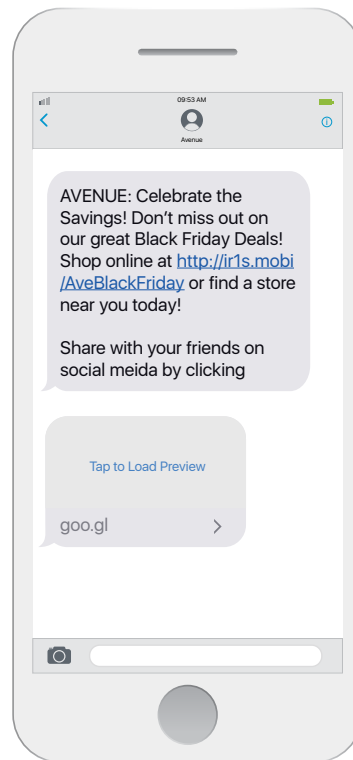 09:53 AM
Avenue
AVENUE: Celebrate the
Savings! Don't miss out on
our great Black Friday Deals!
Shop online at http://ir1s.mobi
/AveBlackFriday or find a store
near you today!
Share with your friends on
social meida by clicking
Tap to Load Preview
goo.gl